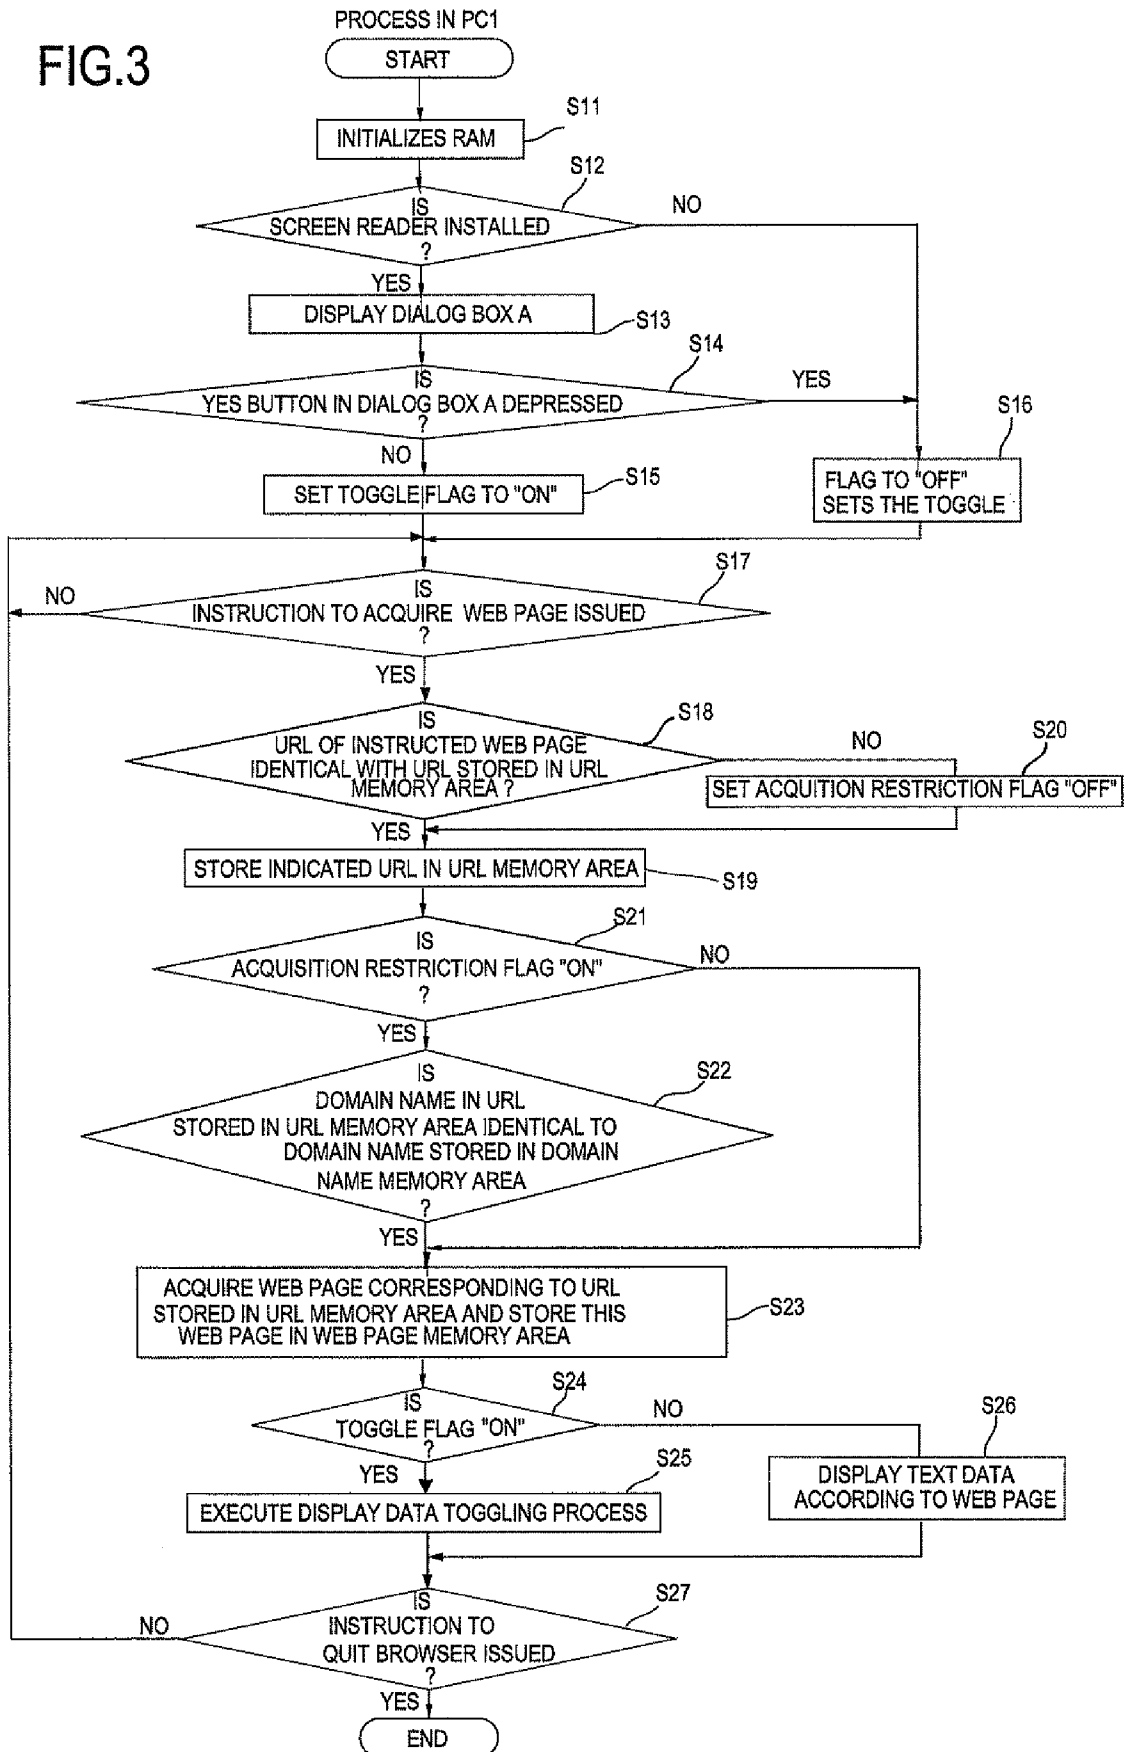 PROCESS IN PC1
FIG.3
START
S11
INITIALIZES RAM
S12
IS
SCREEN READER INSTALLED
?
NO
YES
DISPLAY DIALOG BOX A
S13
S14
IS
YES BUTTON IN DIALOG BOX A DEPRESSED
?
YES
NO
S16
SET TOGGLE FLAG TO "ON"
S15
FLAG TO "OFF"
SETS THE TOGGLE
S17
IS
INSTRUCTION TO ACQUIRE WEB PAGE ISSUED
?
NO
YES
S18
IS
URL OF INSTRUCTED WEB PAGE
IDENTICAL WITH URL STORED IN URL
MEMORY AREA ?
NO
S20
SET ACQUITION RESTRICTION FLAG "OFF"
YES
STORE INDICATED URL IN URL MEMORY AREA
S19
S21
IS
ACQUISITION RESTRICTION FLAG "ON"
?
NO
YES
S22
IS
DOMAIN NAME IN URL
STORED IN URL MEMORY AREA IDENTICAL TO
DOMAIN NAME STORED IN DOMAIN
NAME MEMORY AREA
?
YES
ACQUIRE WEB PAGE CORRESPONDING TO URL
STORED IN URL MEMORY AREA AND STORE THIS
WEB PAGE IN WEB PAGE MEMORY AREA
S23
S24
IS
TOGGLE FLAG "ON"
?
NO
S26
YES
S25
DISPLAY TEXT DATA
ACCORDING TO WEB PAGE
EXECUTE DISPLAY DATA TOGGLING PROCESS
S27
IS
INSTRUCTION TO
QUIT BROWSER ISSUED
?
NO
YES
END